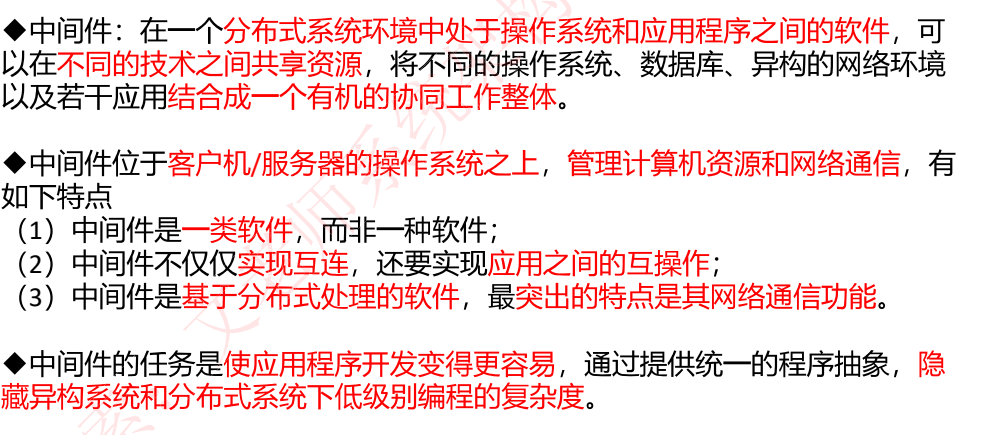 ◆中间件：在一个分布式系统环境中处于操作系统和应用程序之间的软件，可
以在不同的技术之间共享资源，将不同的操作系统、数据库、异构的网络环境
以及若干应用结合成一个有机的协同工作整体。
◆中间件位于客户机/服务器的操作系统之上，管理计算机资源和网络通信，有
如下特点
（1）中间件是一类软件，而非一种软件；
（2）中间件不仅仅实现互连，还要实现应用之间的互操作；
（3）中间件是基于分布式处理的软件，最突出的特点是其网络通信功能。
◆中间件的任务是使应用程序开发变得更容易，通过提供统一的程序抽象，隐
藏异构系统和分布式系统下低级别编程的复杂度。